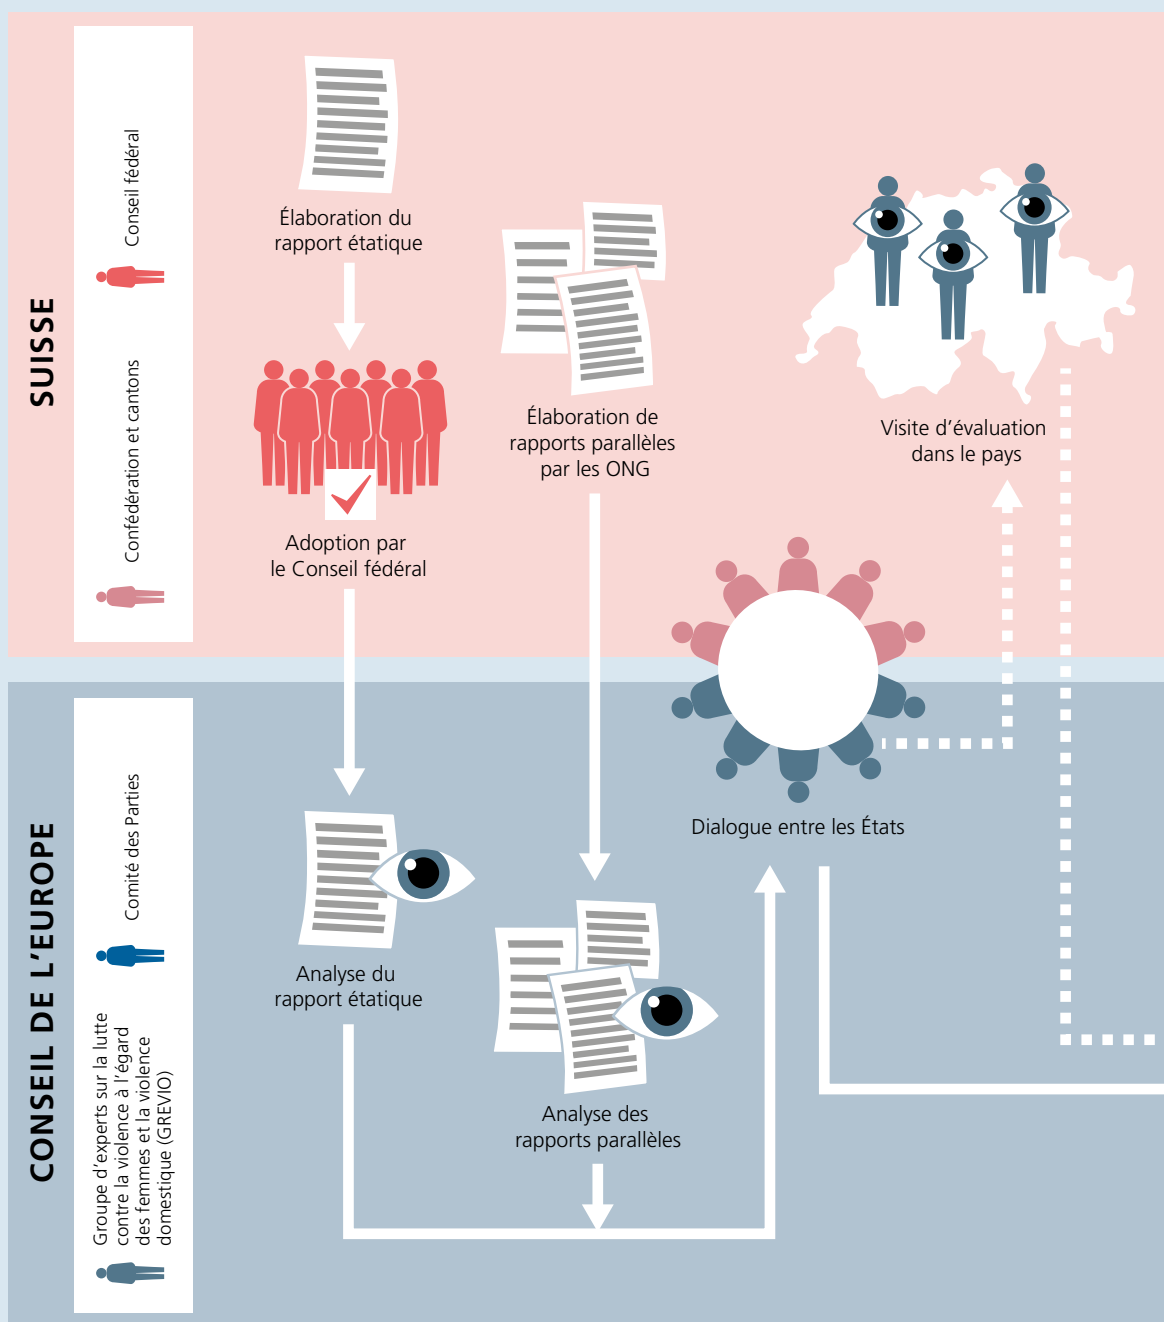 SUISSE
Conseil fédéral
Confédération et cantons
Élaboration du
rapport étatique
Adoption par
le Conseil fédéral
Élaboration de
rapports parallèles
par les ONG
Visite d'évaluation
dans le pays
Dialogue entre les États
CONSEIL DE L'EUROPE
Comité des Parties
Groupe d'experts sur la lutte
contre la violence à l'égard
des femmes et la violence
domestique (GREVIO)
Analyse du
rapport étatique
Analyse des
rapports parallèles